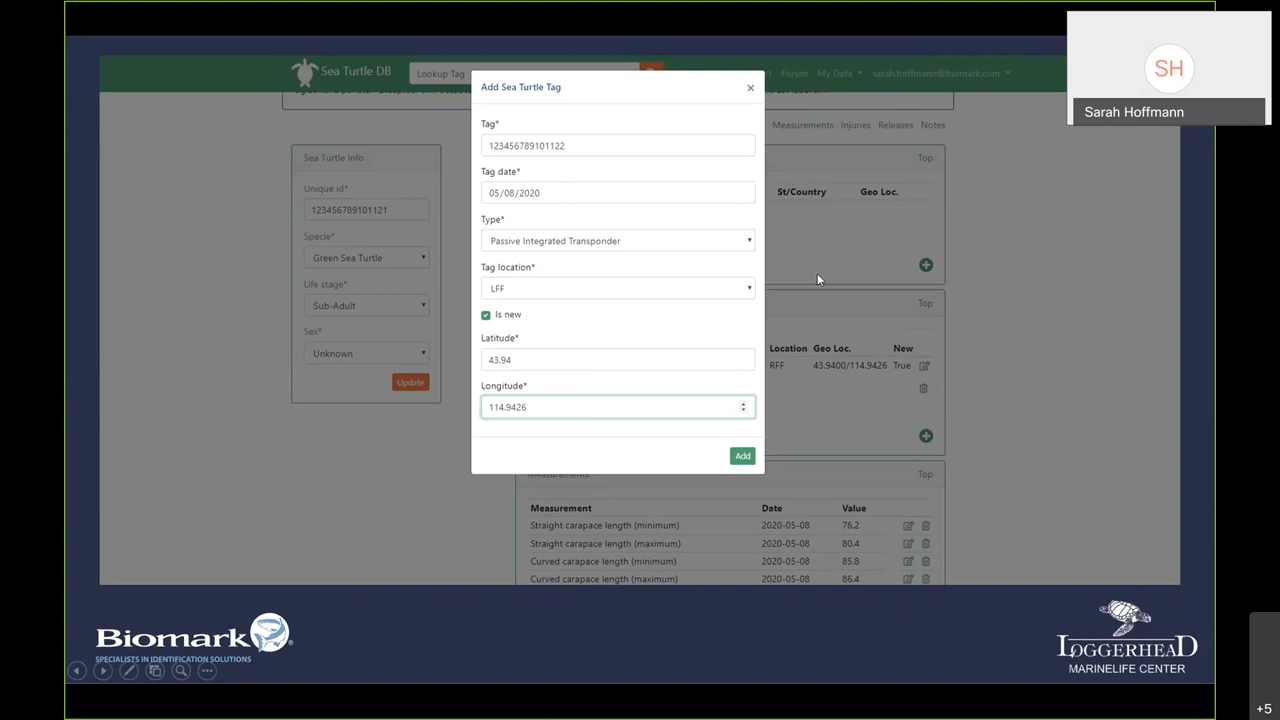 SH
Sarah Hoffmann
Sea Turtle DB
Lookup Tag
Forum
My Data
sarah.hoffmann@biomark.com
Measurements Injuries Releases Notes
Sea Turtle Info
Unique id*
123456789101121
Specie*
Green Sea Turtle
Life stage*
Sub-Adult
Sex*
Unknown
Update
Add Sea Turtle Tag
×
Tag*
123456789101122
Tag date*
05/08/2020
Type*
Passive Integrated Transponder
Tag location*
LFF
Is new
Latitude*
43.94
Longitude*
114.9426
Add
Top
St/Country Geo Loc.
Top
Location Geo Loc. New
RFF 43.9400/114.9426 True
Measurements Top
Measurement Date Value
Straight carapace length (minimum) 2020-05-08 76.2
Straight carapace length (maximum) 2020-05-08 80.4
Curved carapace length (minimum) 2020-05-08 85.8
Curved carapace length (maximum) 2020-05-08 86.4
Biomark
SPECIALISTS IN IDENTIFICATION SOLUTIONS
LOGGERHEAD
MARINELIFE CENTER
+5